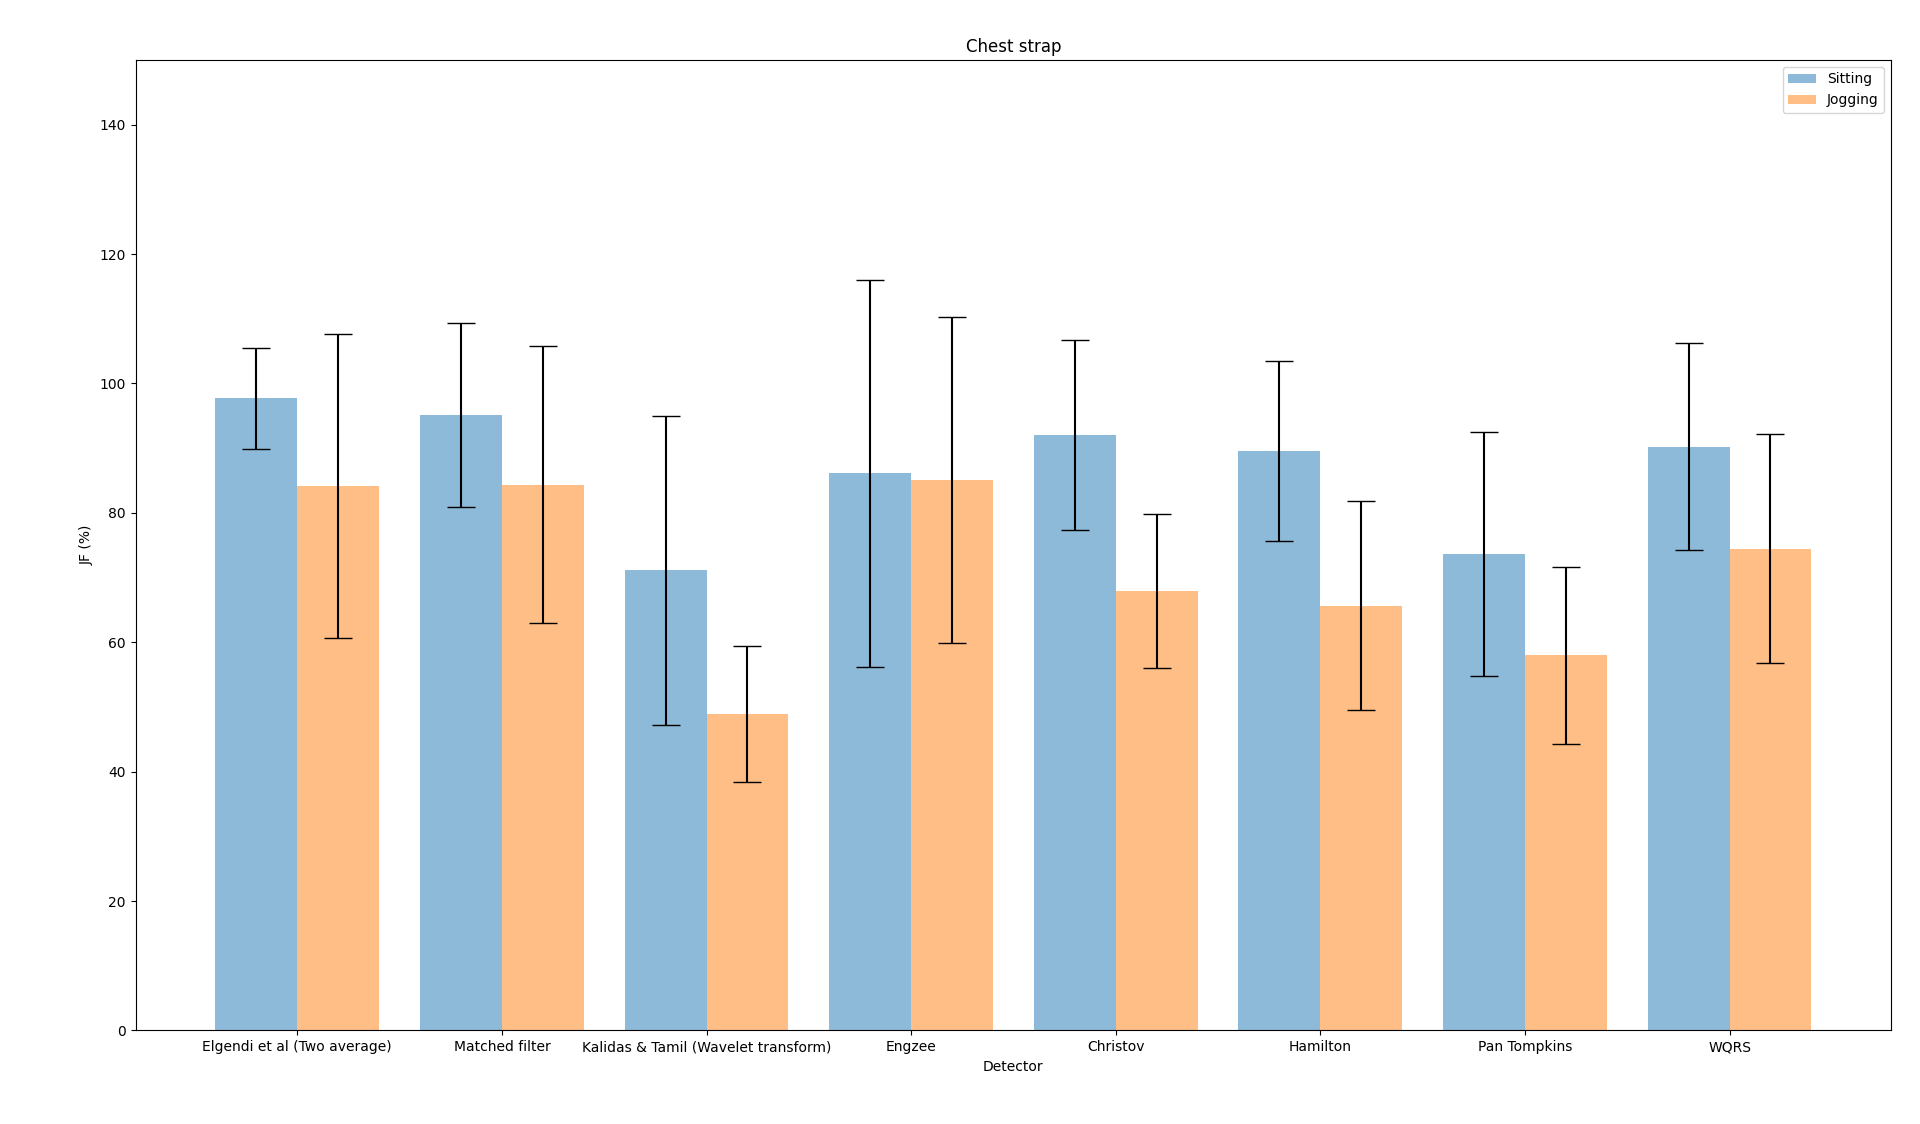 Chest strap
Sitting
Jogging
140
120
100
80
60
40
20
0
JF (%)
Elgendi et al (Two average)
Matched filter
Kalidas & Tamil (Wavelet transform)
Engzee
Christov
Hamilton
Pan Tompkins
WQRS
Detector